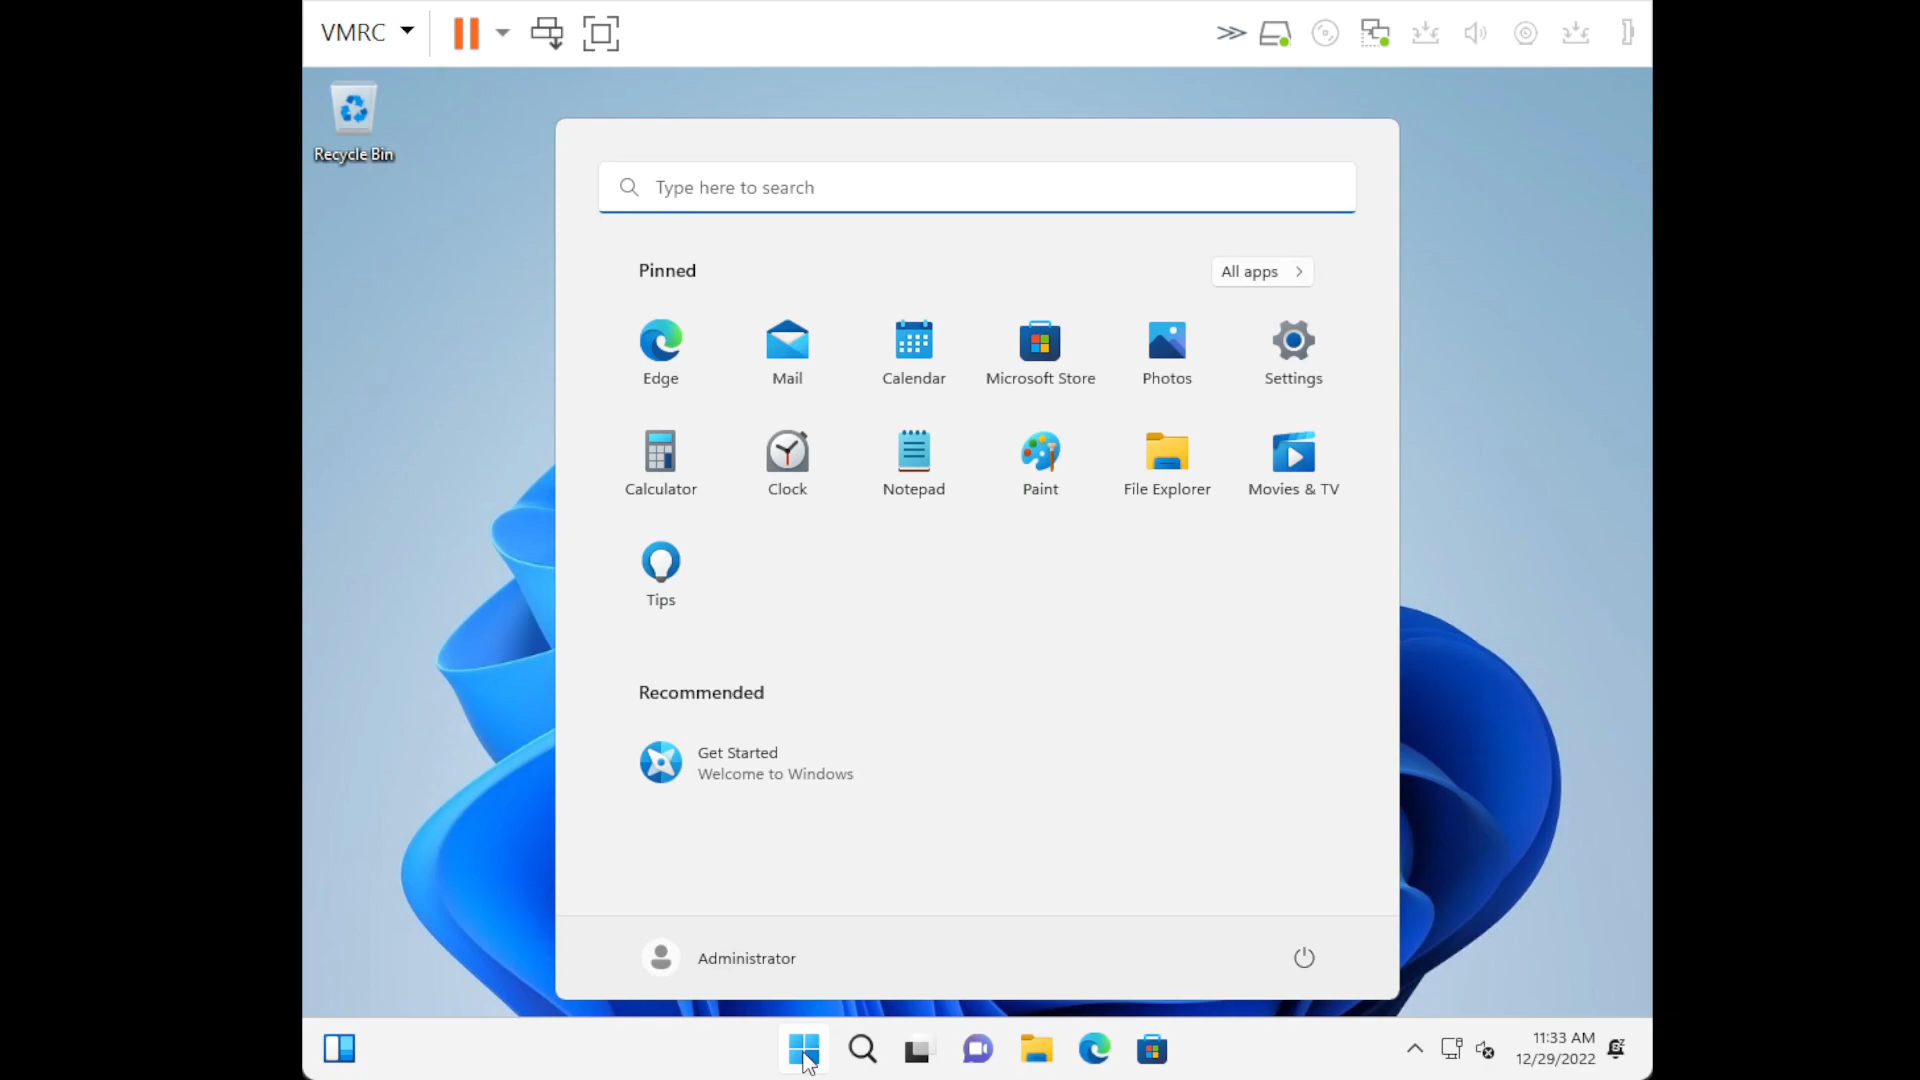 VMRC
Recycle Bin
Type here to search
Pinned
All apps
Edge
Mail
Calendar
Microsoft Store
Photos
Settings
Calculator
Clock
Notepad
Paint
File Explorer
Movies & TV
Tips
Recommended
Get Started
Welcome to Windows
Administrator
11:33 AM
12/29/2022